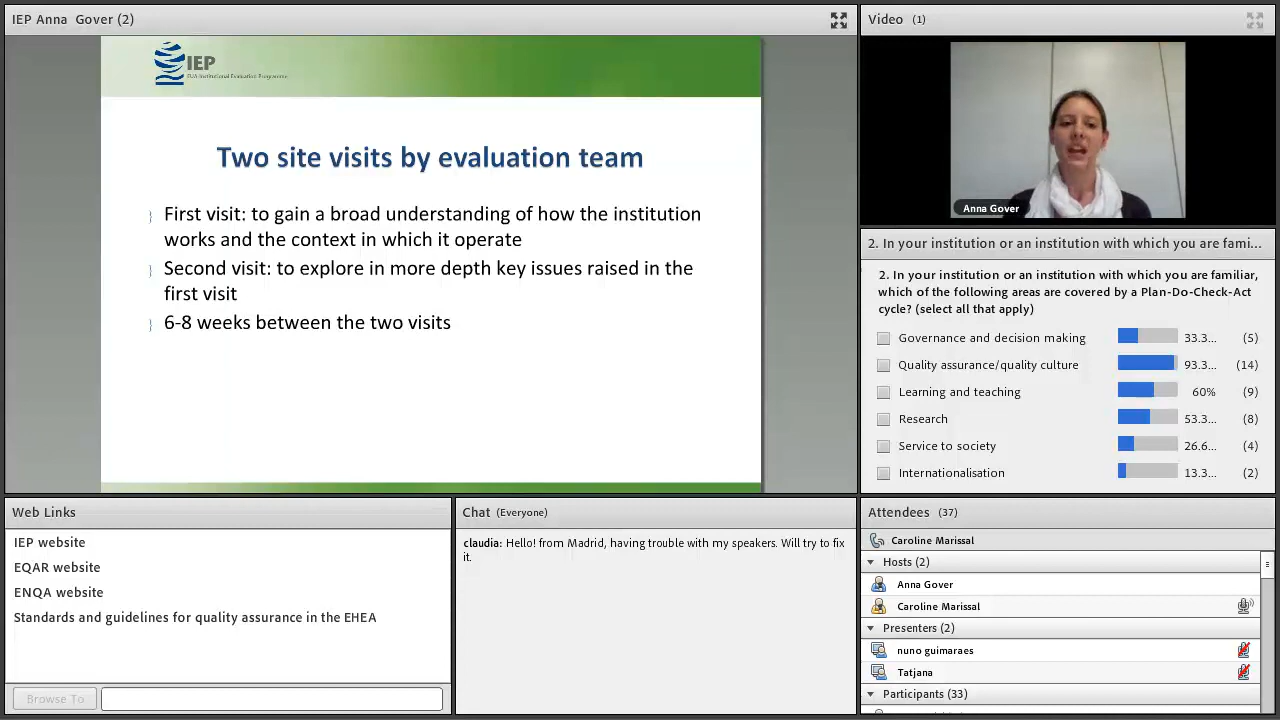 IEP Anna Gover (2)
IEP
EUA Institutional Evaluation Programme
Two site visits by evaluation team
First visit: to gain a broad understanding of how the institution
works and the context in which it operate
Second visit: to explore in more depth key issues raised in the
first visit
6-8 weeks between the two visits
Video (1)
Anna Gover
2. In your institution or an institution with which you are fami...
2. In your institution or an institution with which you are familiar,
which of the following areas are covered by a Plan-Do-Check-Act
cycle? (select all that apply)
Governance and decision making 33.3... (5)
Quality assurance/quality culture 93.3... (14)
Learning and teaching 60% (9)
Research 53.3... (8)
Service to society 26.6... (4)
Internationalisation 13.3... (2)
Web Links
IEP website
EQAR website
ENQA website
Standards and guidelines for quality assurance in the EHEA
Browse To
Chat (Everyone)
claudia: Hello! from Madrid, having trouble with my speakers. Will try to fix
it.
Attendees (37)
Caroline Marissal
Hosts (2)
Anna Gover
Caroline Marissal
Presenters (2)
nuno guimaraes
Tatjana
Participants (33)